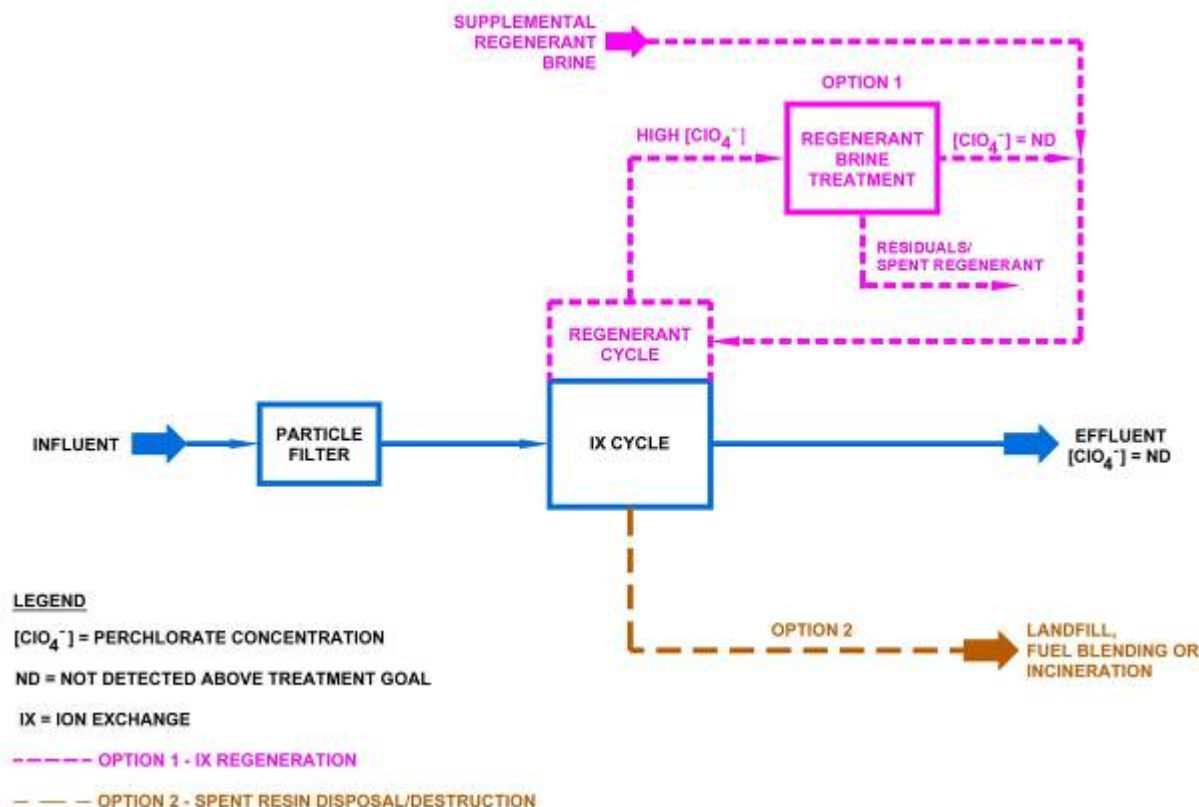 SUPPLEMENTAL
REGENERANT
BRINE
OPTION 1
HIGH [ClO4⁻]
REGENERANT
BRINE
TREATMENT
[ClO4⁻] = ND
RESIDUALS/
SPENT REGENERANT
REGENERANT
CYCLE
INFLUENT
PARTICLE
FILTER
IX CYCLE
EFFLUENT
[ClO4⁻] = ND
OPTION 2
LANDFILL,
FUEL BLENDING OR
INCINERATION
LEGEND
[ClO4⁻] = PERCHLORATE CONCENTRATION
ND = NOT DETECTED ABOVE TREATMENT GOAL
IX = ION EXCHANGE
OPTION 1 - IX REGENERATION
OPTION 2 - SPENT RESIN DISPOSAL/DESTRUCTION